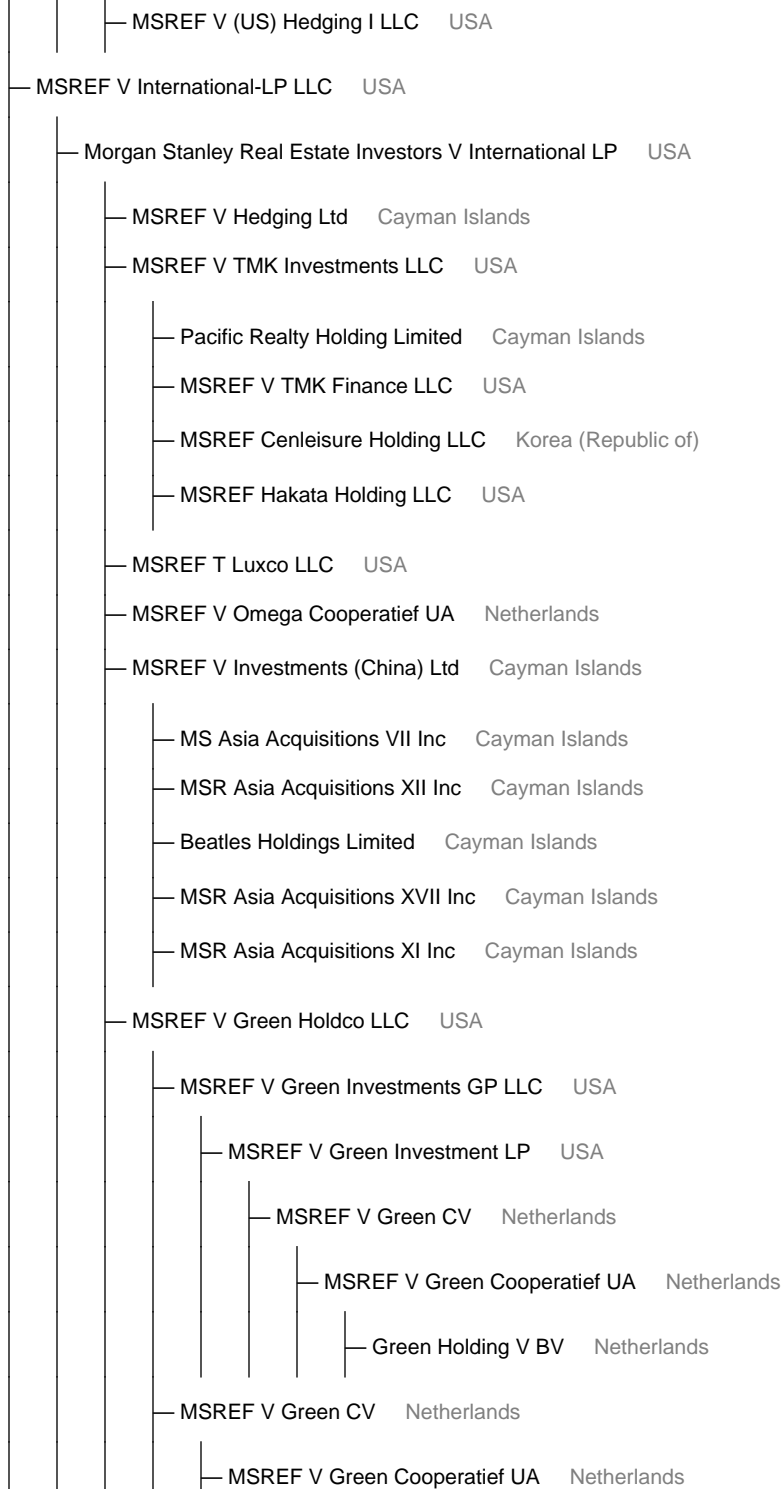 MSREF V (US) Hedging I LLC USA
MSREF V International-LP LLC USA
Morgan Stanley Real Estate Investors V International LP USA
MSREF V Hedging Ltd Cayman Islands
MSREF V TMK Investments LLC USA
Pacific Realty Holding Limited Cayman Islands
MSREF V TMK Finance LLC USA
MSREF Cenleisure Holding LLC Korea (Republic of)
MSREF Hakata Holding LLC USA
MSREF T Luxco LLC USA
MSREF V Omega Cooperatief UA Netherlands
MSREF V Investments (China) Ltd Cayman Islands
MS Asia Acquisitions VII Inc Cayman Islands
MSR Asia Acquisitions XII Inc Cayman Islands
Beatles Holdings Limited Cayman Islands
MSR Asia Acquisitions XVII Inc Cayman Islands
MSR Asia Acquisitions XI Inc Cayman Islands
MSREF V Green Holdco LLC USA
MSREF V Green Investments GP LLC USA
MSREF V Green Investment LP USA
MSREF V Green CV Netherlands
MSREF V Green Cooperatief UA Netherlands
Green Holding V BV Netherlands
MSREF V Green CV Netherlands
MSREF V Green Cooperatief UA Netherlands